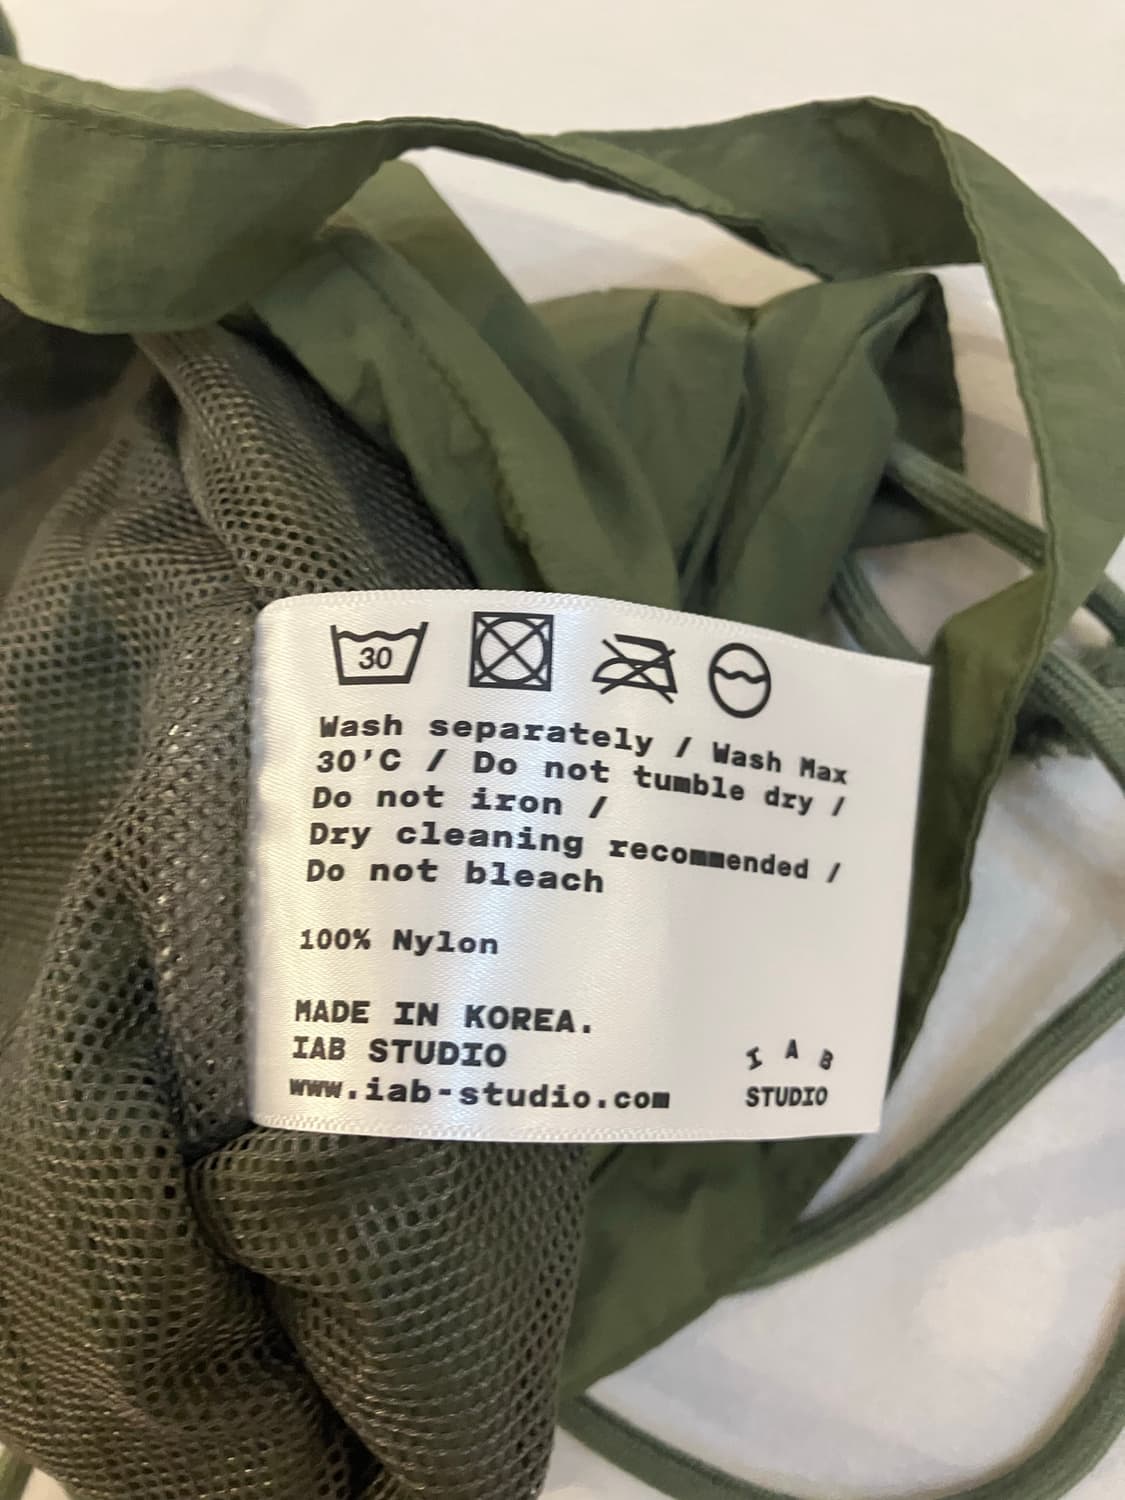 30
Wash separately / Wash Max
30'C / Do not tumble dry /
Do not iron /
Dry cleaning recommended /
Do not bleach
100% Nylon
MADE IN KOREA.
IAB STUDIO
www.iab-studio.com
I A B
STUDIO